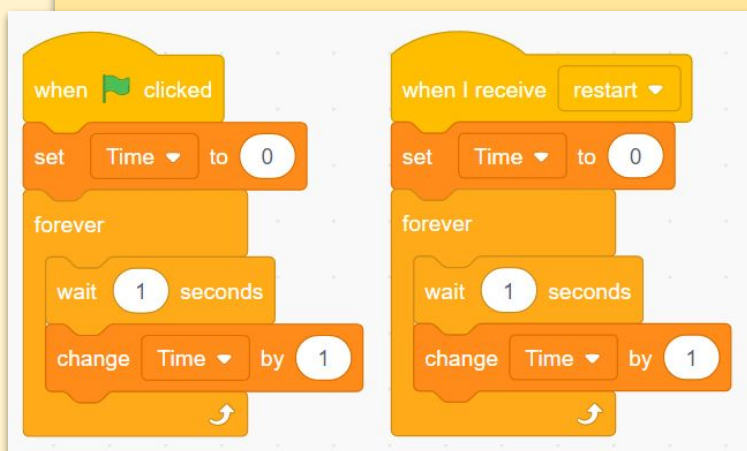 when clicked
set Time to 0
forever
wait 1 seconds
change Time by 1
when I receive restart
set Time to 0
forever
wait 1 seconds
change Time by 1